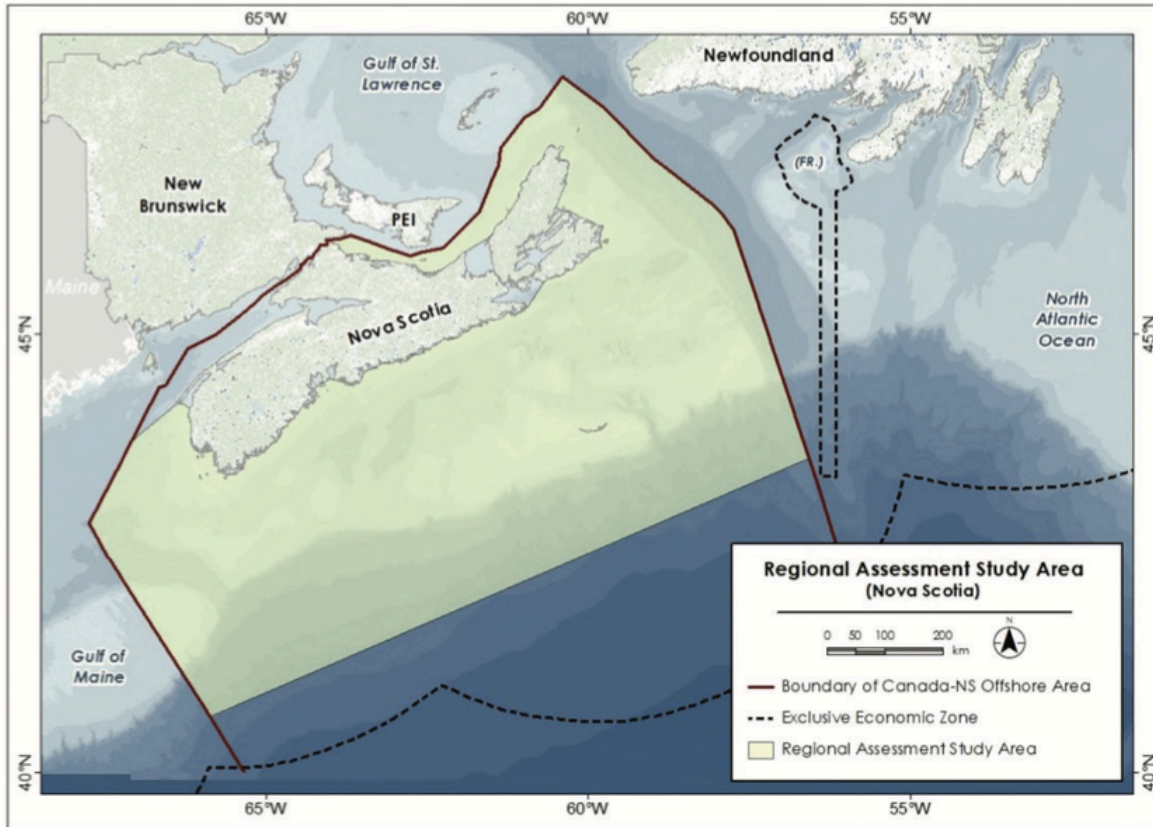 65°W
60°W
55°W
Newfoundland
Gulf of St.
Lawrence
(FR.)
New
Brunswick
PEI
Maine
Nova Scotia
North
Atlantic
Ocean
45°N
45°N
Gulf of
Maine
Regional Assessment Study Area
(Nova Scotia)
N
0 50 100 200
km
Boundary of Canada-NS Offshore Area
Exclusive Economic Zone
Regional Assessment Study Area
40°N
40°N
65°W
60°W
55°W